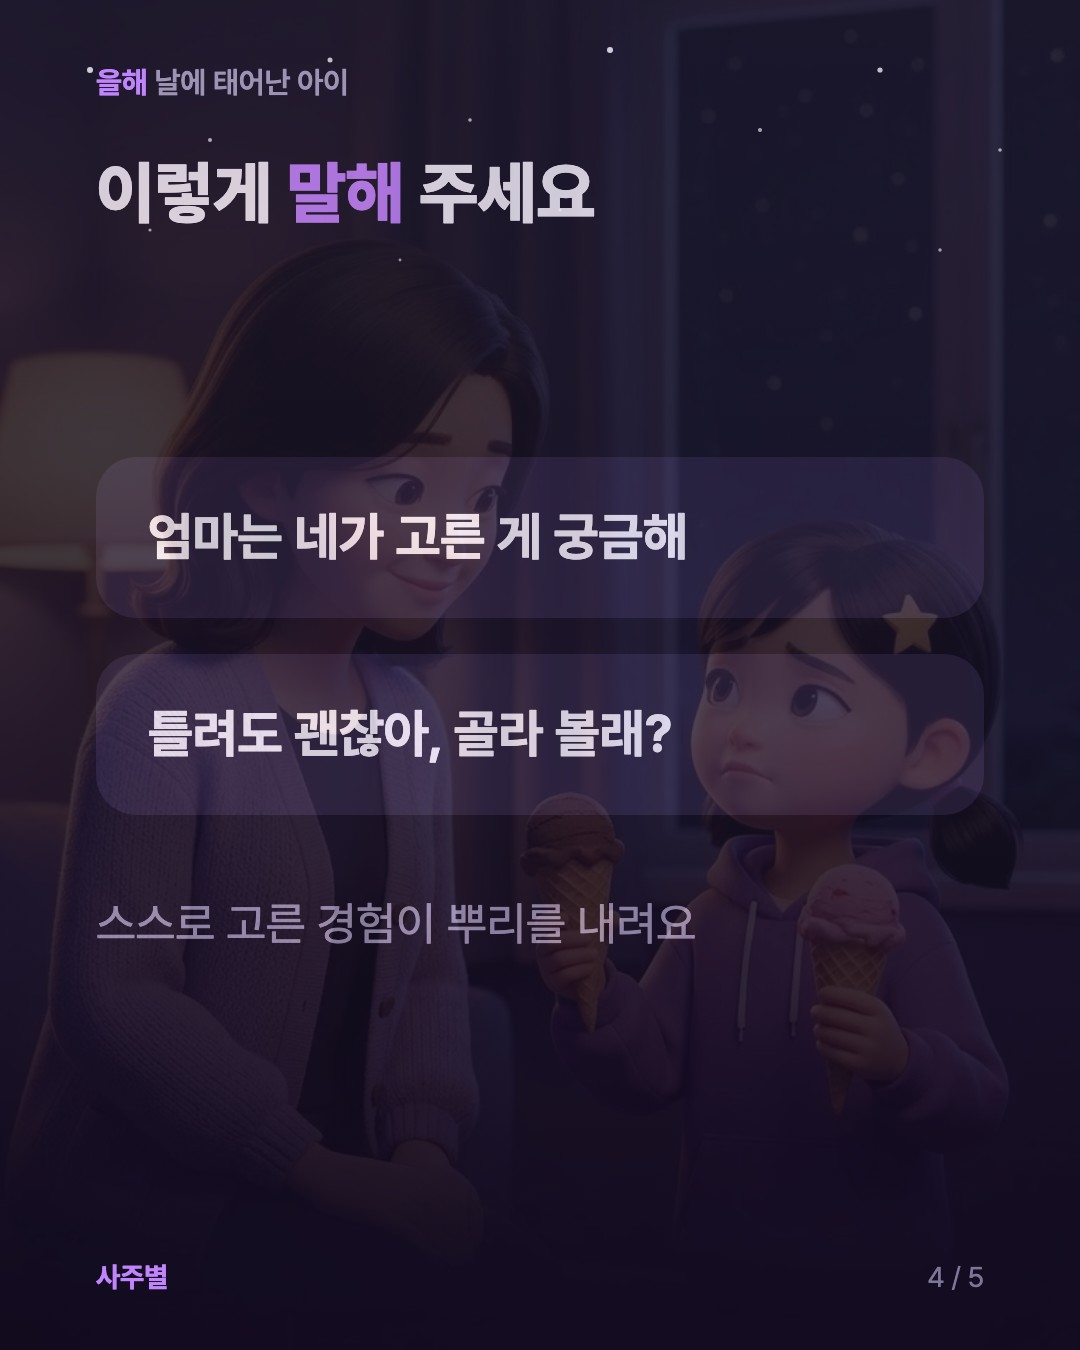 을해 날에 태어난 아이
이렇게 말해 주세요
엄마는 네가 고른 게 궁금해
틀려도 괜찮아, 골라 볼래?
스스로 고른 경험이 뿌리를 내려요
사주별
4 / 5